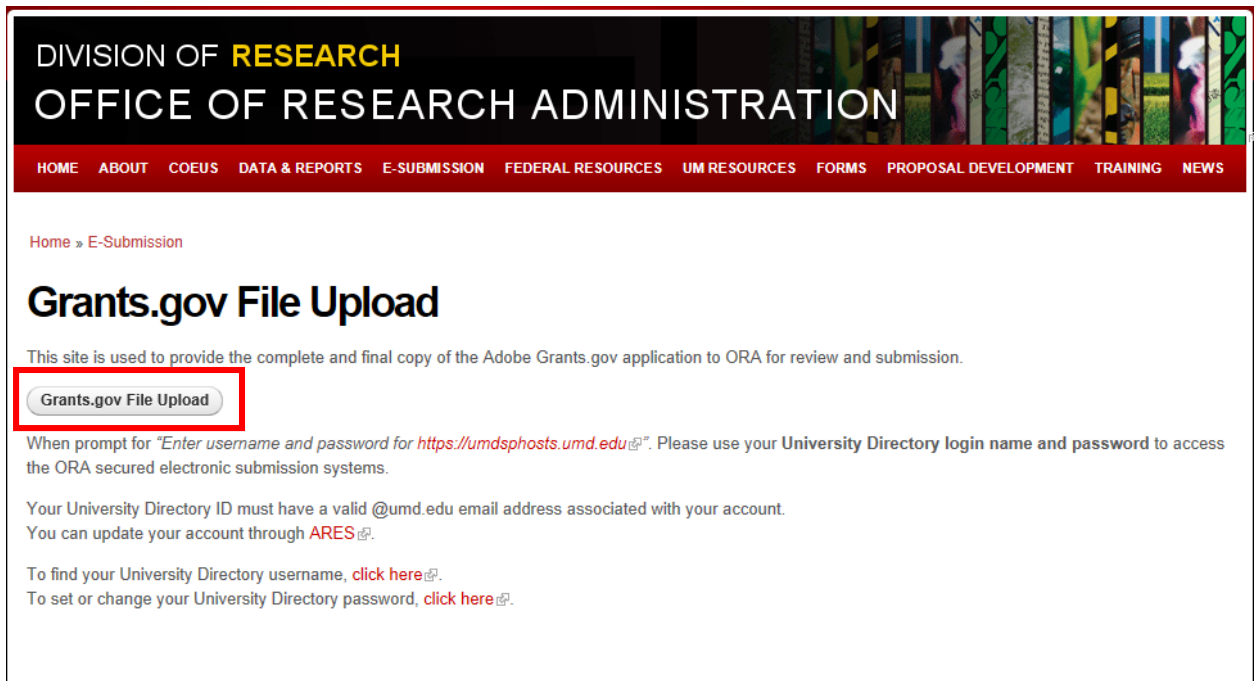 DIVISION OF RESEARCH
OFFICE OF RESEARCH ADMINISTRATION
HOME ABOUT COEUS DATA & REPORTS E-SUBMISSION FEDERAL RESOURCES UM RESOURCES FORMS PROPOSAL DEVELOPMENT TRAINING NEWS
Home » E-Submission
Grants.gov File Upload
This site is used to provide the complete and final copy of the Adobe Grants.gov application to ORA for review and submission.
Grants.gov File Upload
When prompt for “Enter username and password for https://umdsphosts.umd.edu”. Please use your University Directory login name and password to access
the ORA secured electronic submission systems.
Your University Directory ID must have a valid @umd.edu email address associated with your account.
You can update your account through ARES.
To find your University Directory username, click here.
To set or change your University Directory password, click here.